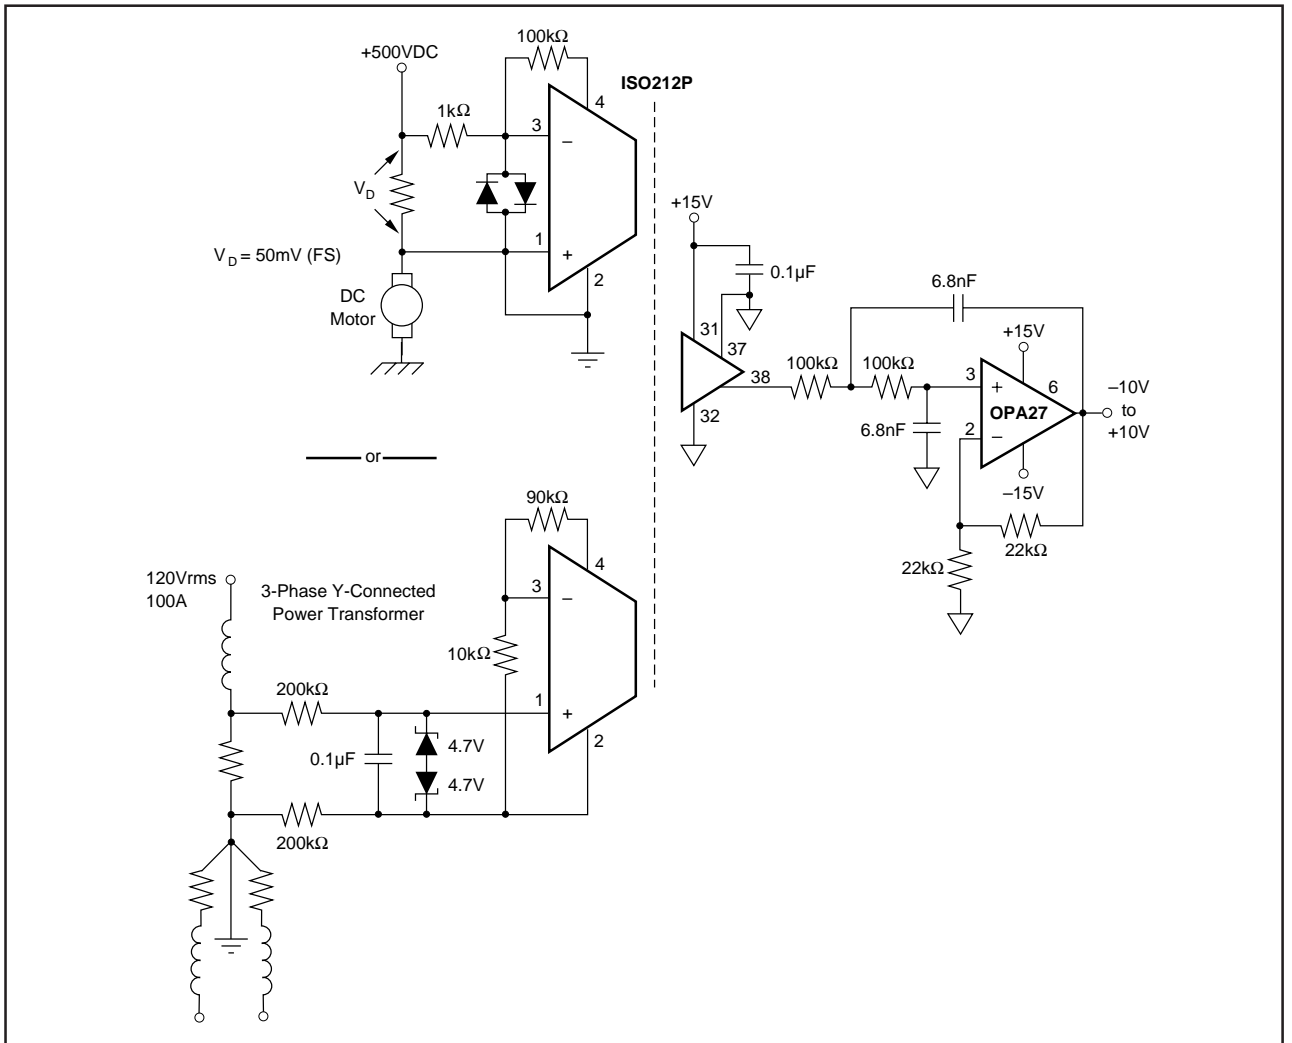 +500VDC
100kΩ
ISO212P
1kΩ
4
3
–
V_D
1
+
2
V_D = 50mV (FS)
DC
Motor
+15V
0.1µF
31
37
38
32
100kΩ
100kΩ
6.8nF
6.8nF
+15V
3
+
6
OPA27
2
–
–15V
–10V
to
+10V
22kΩ
22kΩ
or
90kΩ
120Vrms
100A
3-Phase Y-Connected
Power Transformer
4
3
–
10kΩ
200kΩ
1
+
2
0.1µF
4.7V
4.7V
200kΩ